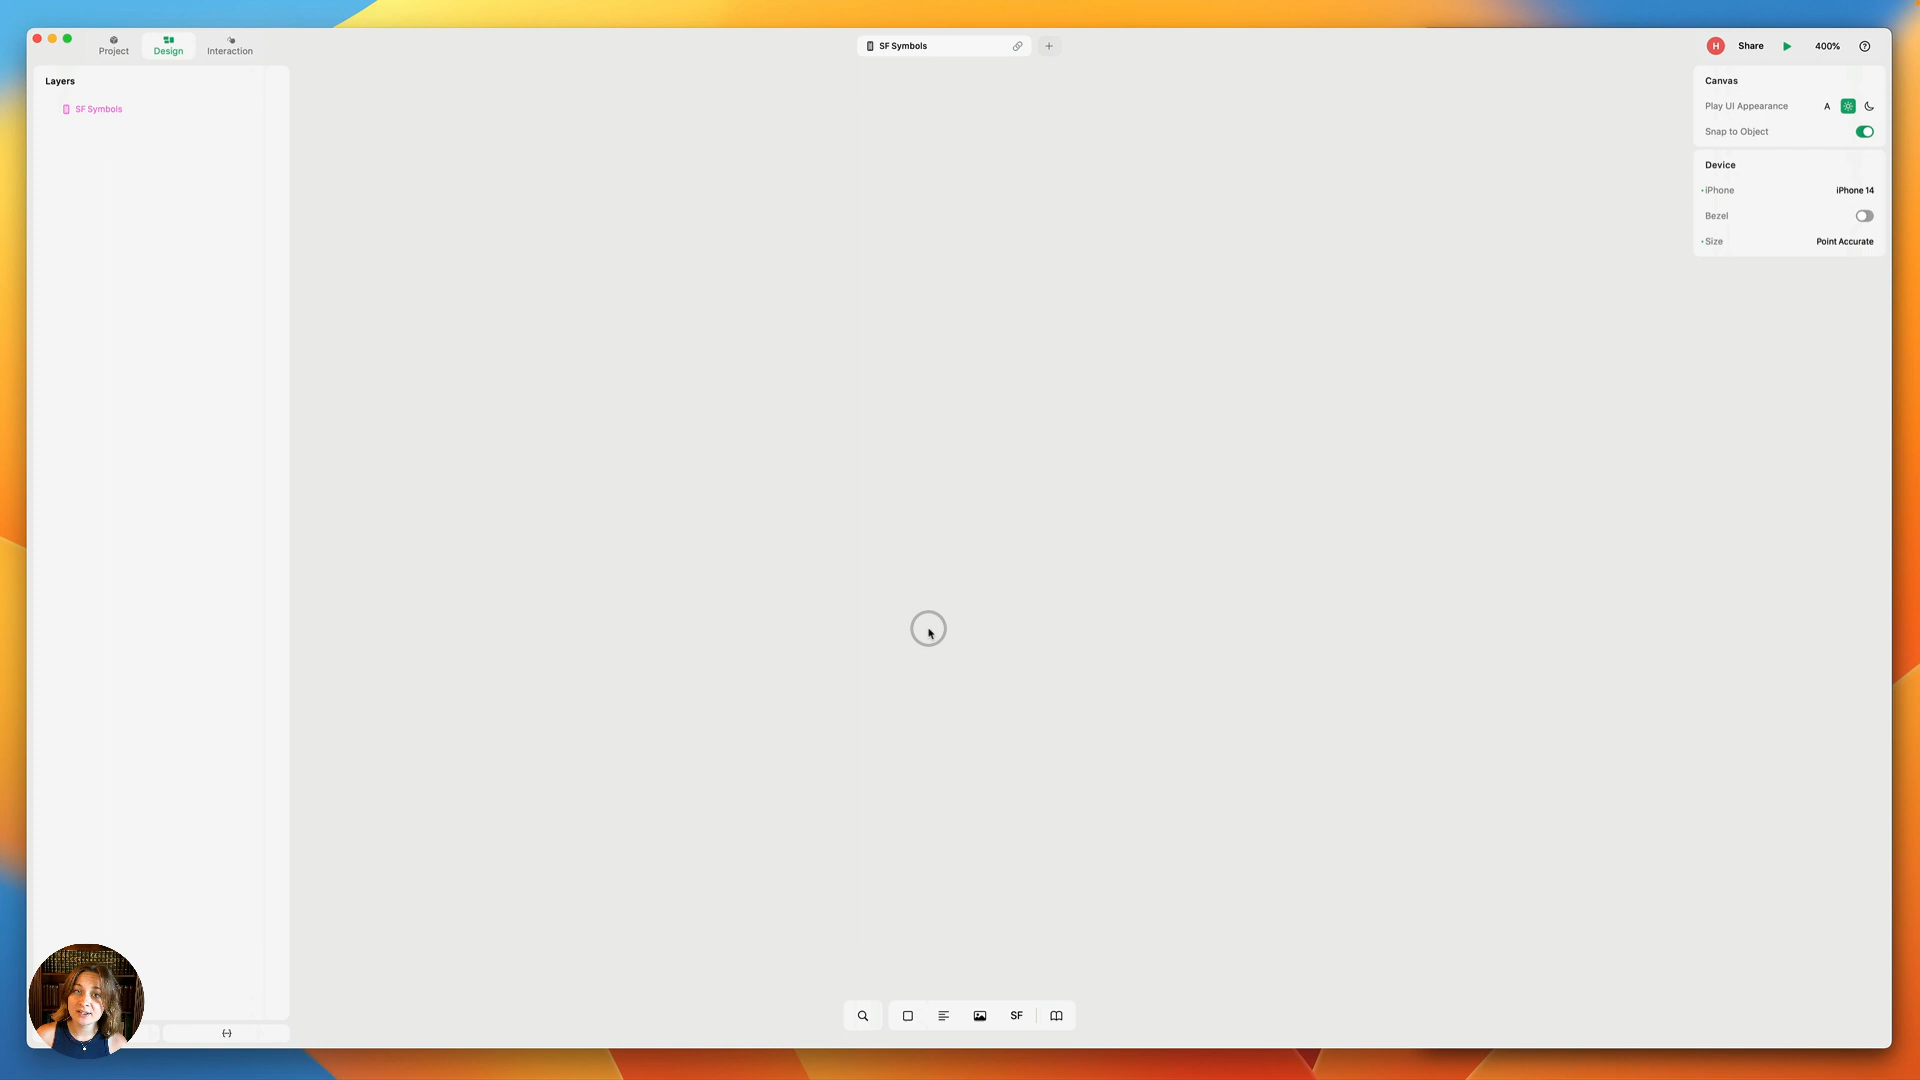 Project
Design
Interaction
SF Symbols
H
Share
400%
Layers
SF Symbols
Canvas
Play UI Appearance
A
Snap to Object
Device
iPhone
iPhone 14
Bezel
Size
Point Accurate
SF